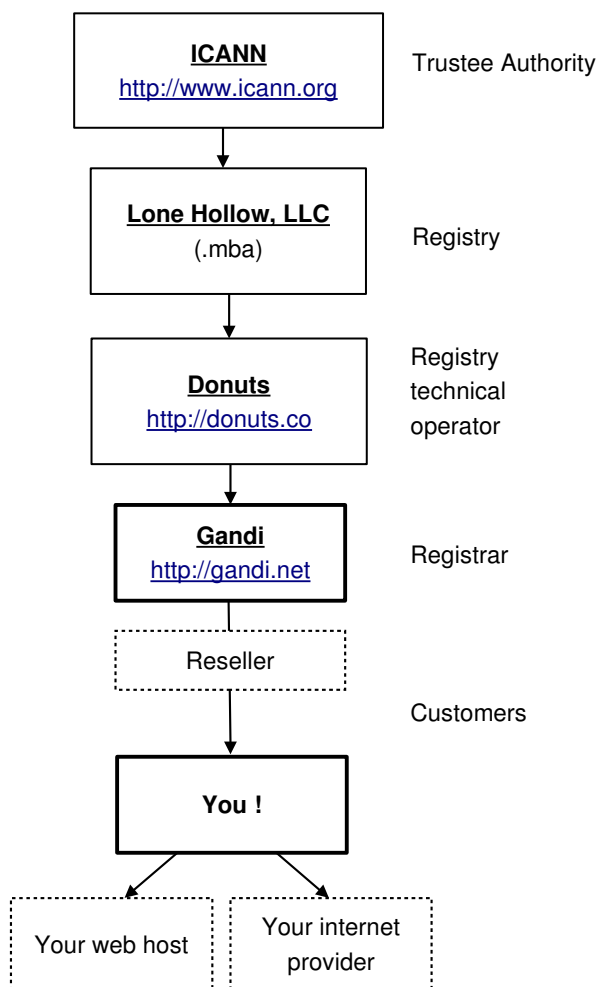 ICANN
http://www.icann.org
Trustee Authority
Lone Hollow, LLC
(.mba)
Registry
Donuts
http://donuts.co
Registry
technical
operator
Gandi
http://gandi.net
Registrar
Reseller
Customers
You !
Your web host
Your internet
provider